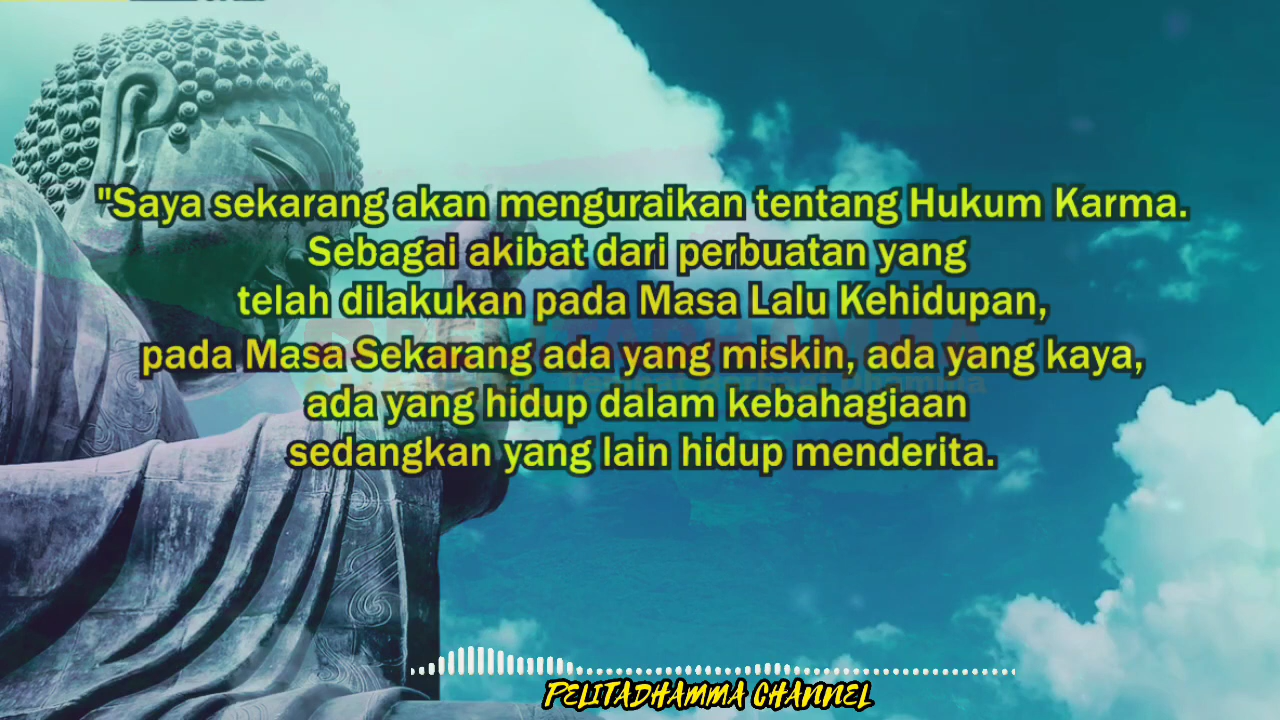 "Saya sekarang akan menguraikan tentang Hukum Karma.
Sebagai akibat dari perbuatan yang
telah dilakukan pada Masa Lalu Kehidupan,
pada Masa Sekarang ada yang miskin, ada yang kaya,
ada yang hidup dalam kebahagiaan
sedangkan yang lain hidup menderita.
PELITADHAMMA CHANNEL